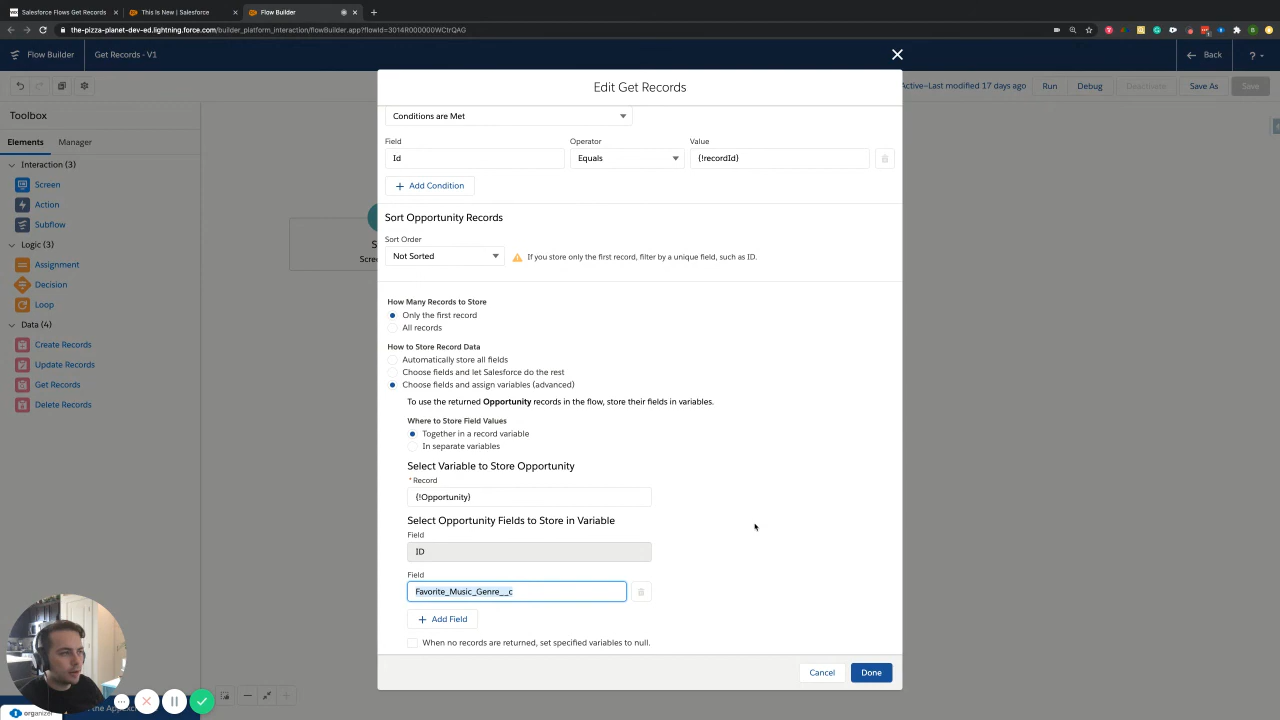 Salesforce Flows Get Records
This Is New | Salesforce
Flow Builder
the-pizza-planet-dev-ed.lightning.force.com/builder_platform_interaction/flowBuilder.app?flowId=3014R000000WCtrQAG
Flow Builder
Get Records - V1
Back
?
Active–Last modified 17 days ago
Run
Debug
Deactivate
Save As
Save
Toolbox
Elements
Manager
Interaction (3)
Screen
Action
Subflow
Logic (3)
Assignment
Decision
Loop
Data (4)
Create Records
Update Records
Get Records
Delete Records
Edit Get Records
Conditions are Met
Field
Operator
Value
Id
Equals
{!recordId}
Add Condition
Sort Opportunity Records
Sort Order
Not Sorted
If you store only the first record, filter by a unique field, such as ID.
How Many Records to Store
Only the first record
All records
How to Store Record Data
Automatically store all fields
Choose fields and let Salesforce do the rest
Choose fields and assign variables (advanced)
To use the returned Opportunity records in the flow, store their fields in variables.
Where to Store Field Values
Together in a record variable
In separate variables
Select Variable to Store Opportunity
* Record
{!Opportunity}
Select Opportunity Fields to Store in Variable
Field
ID
Field
Favorite_Music_Genre__c
Add Field
When no records are returned, set specified variables to null.
Cancel
Done
organizer